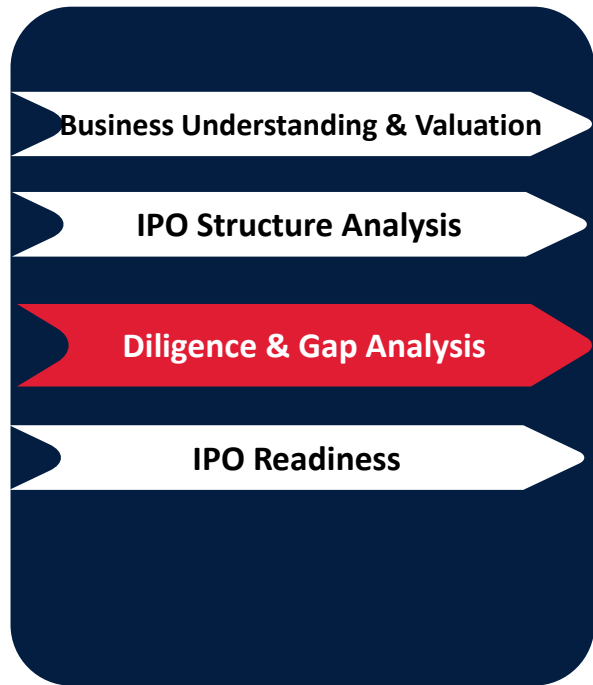 Business Understanding & Valuation
IPO Structure Analysis
Diligence & Gap Analysis
IPO Readiness